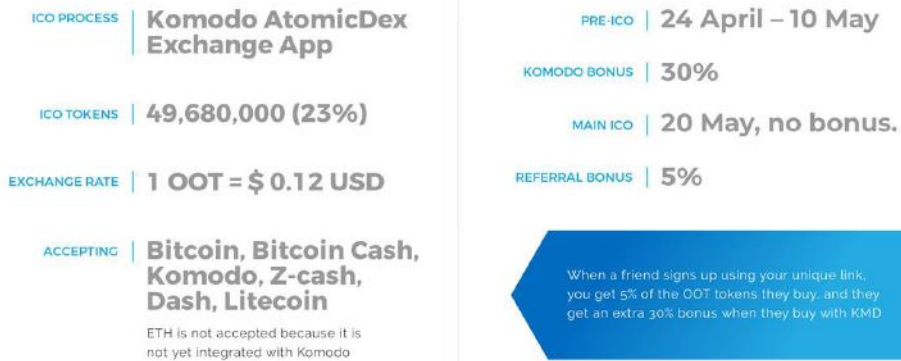 ICO PROCESS
Komodo AtomicDex
Exchange App
ICO TOKENS
49,680,000 (23%)
EXCHANGE RATE
1 OOT = $ 0.12 USD
ACCEPTING
Bitcoin, Bitcoin Cash,
Komodo, Z-cash,
Dash, Litecoin
ETH is not accepted because it is
not yet integrated with Komodo
PRE-ICO
24 April – 10 May
KOMODO BONUS
30%
MAIN ICO
20 May, no bonus.
REFERRAL BONUS
5%
When a friend signs up using your unique link,
you get 5% of the OOT tokens they buy, and they
get an extra 30% bonus when they buy with KMD